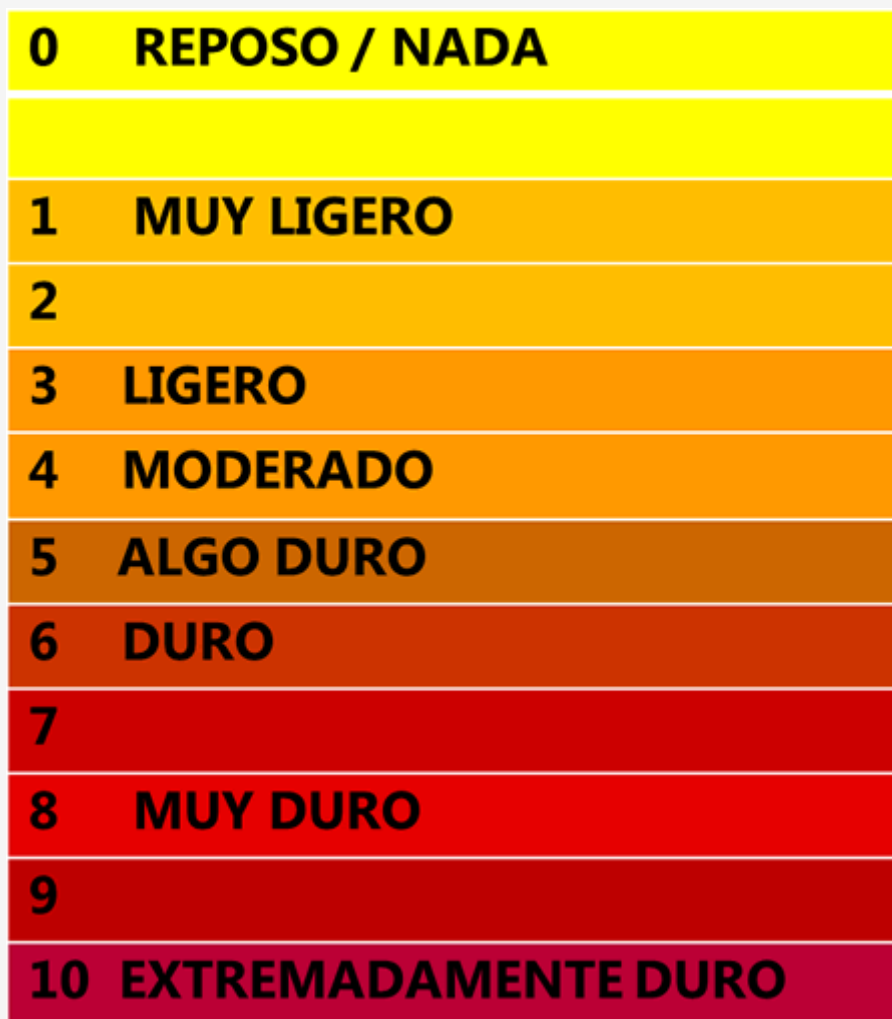 0 REPOSO / NADA
1 MUY LIGERO
2
3 LIGERO
4 MODERADO
5 ALGO DURO
6 DURO
7
8 MUY DURO
9
10 EXTREMADAMENTE DURO